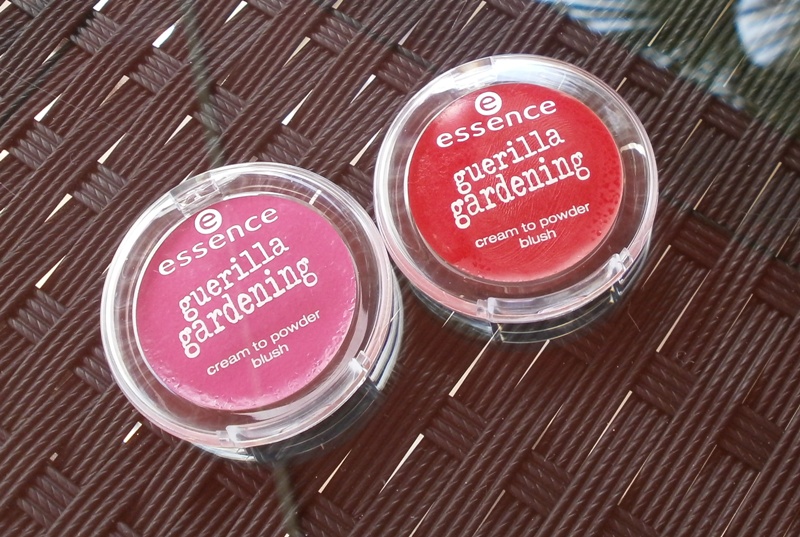 essence
guerilla
gardening
cream to powder
blush
essence
guerilla
gardening
cream to powder
blush